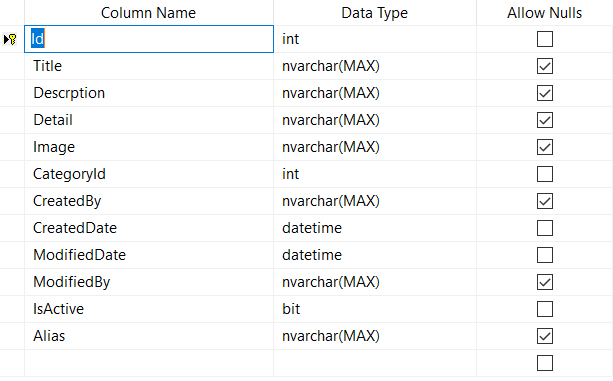 Column Name Data Type Allow Nulls
Id int
Title nvarchar(MAX)
Descrption nvarchar(MAX)
Detail nvarchar(MAX)
Image nvarchar(MAX)
CategoryId int
CreatedBy nvarchar(MAX)
CreatedDate datetime
ModifiedDate datetime
ModifiedBy nvarchar(MAX)
IsActive bit
Alias nvarchar(MAX)